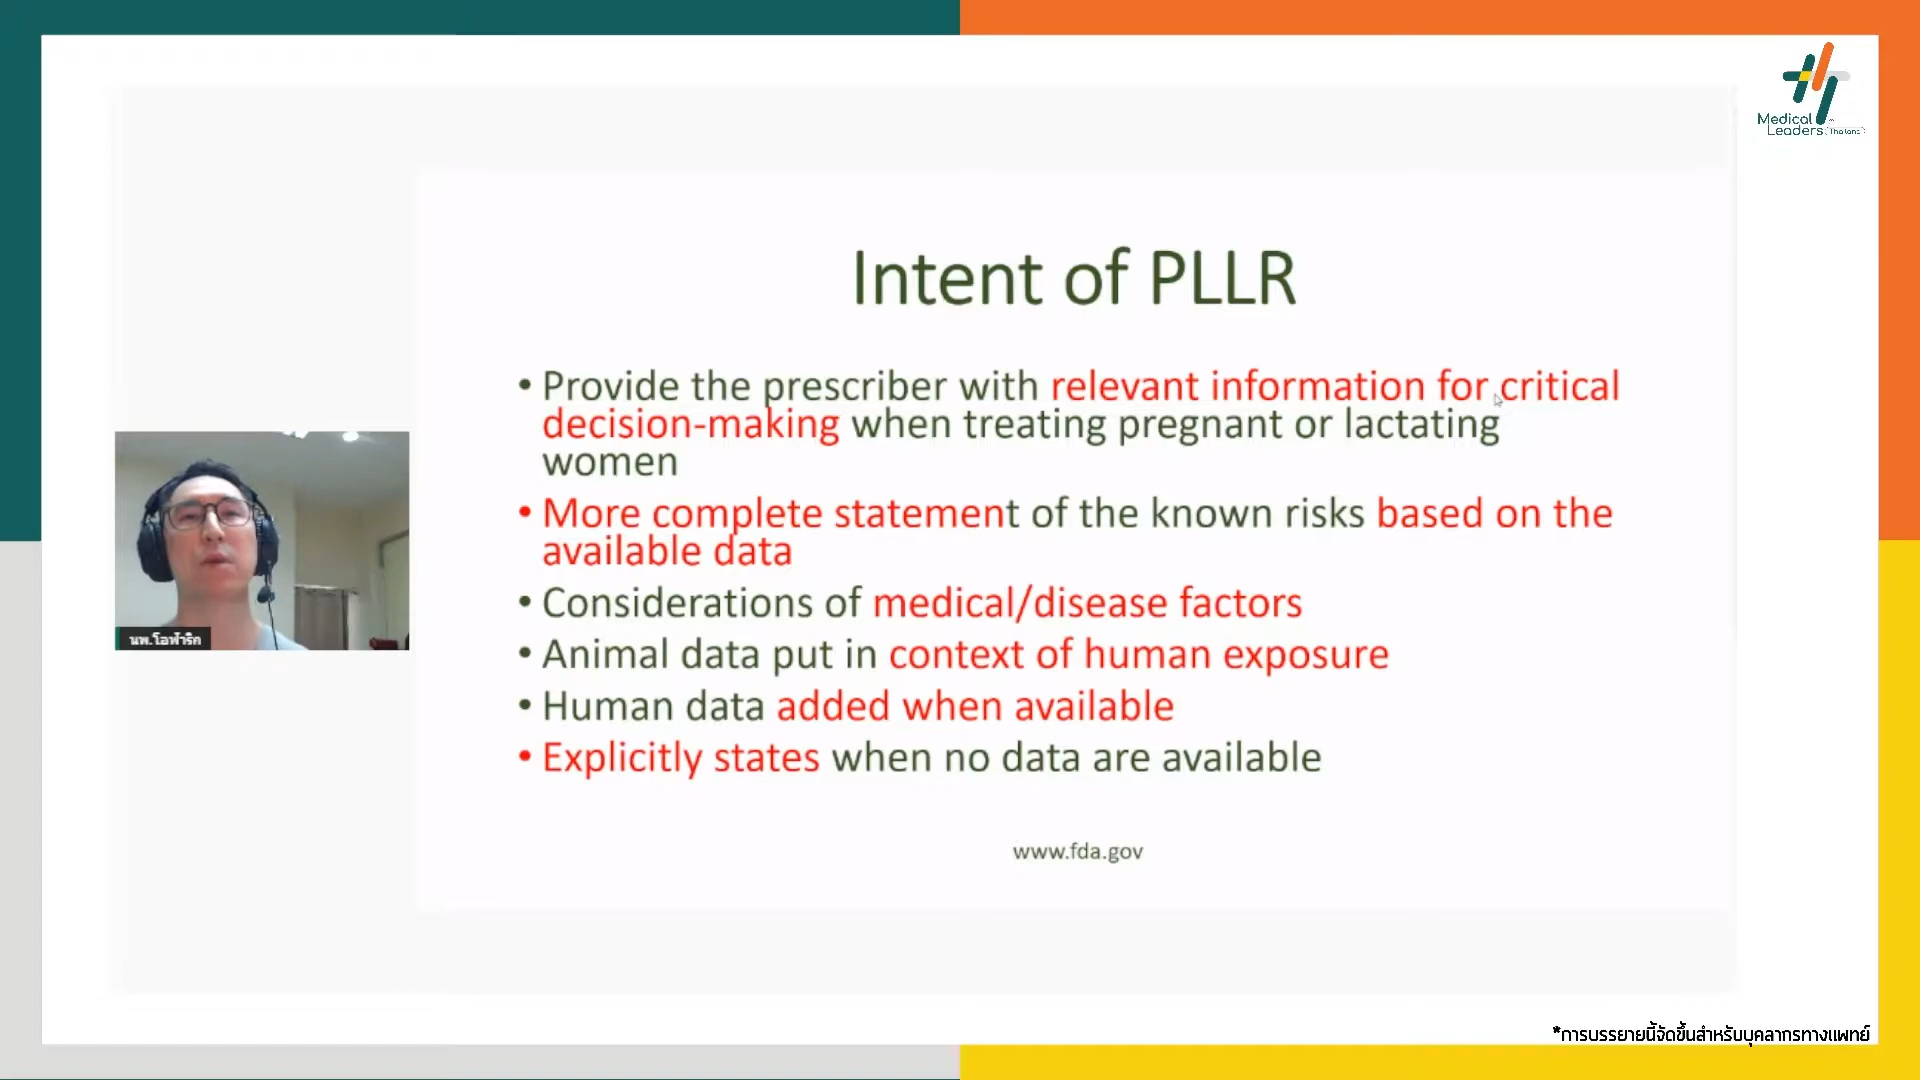 Medical
Leaders (Thailand)
Intent of PLLR
• Provide the prescriber with relevant information for critical
decision-making when treating pregnant or lactating
women
• More complete statement of the known risks based on the
available data
• Considerations of medical/disease factors
• Animal data put in context of human exposure
• Human data added when available
• Explicitly states when no data are available
www.fda.gov
นพ.โอฬาริก
*การบรรยายนี้จัดขึ้นสำหรับบุคลากรทางแพทย์